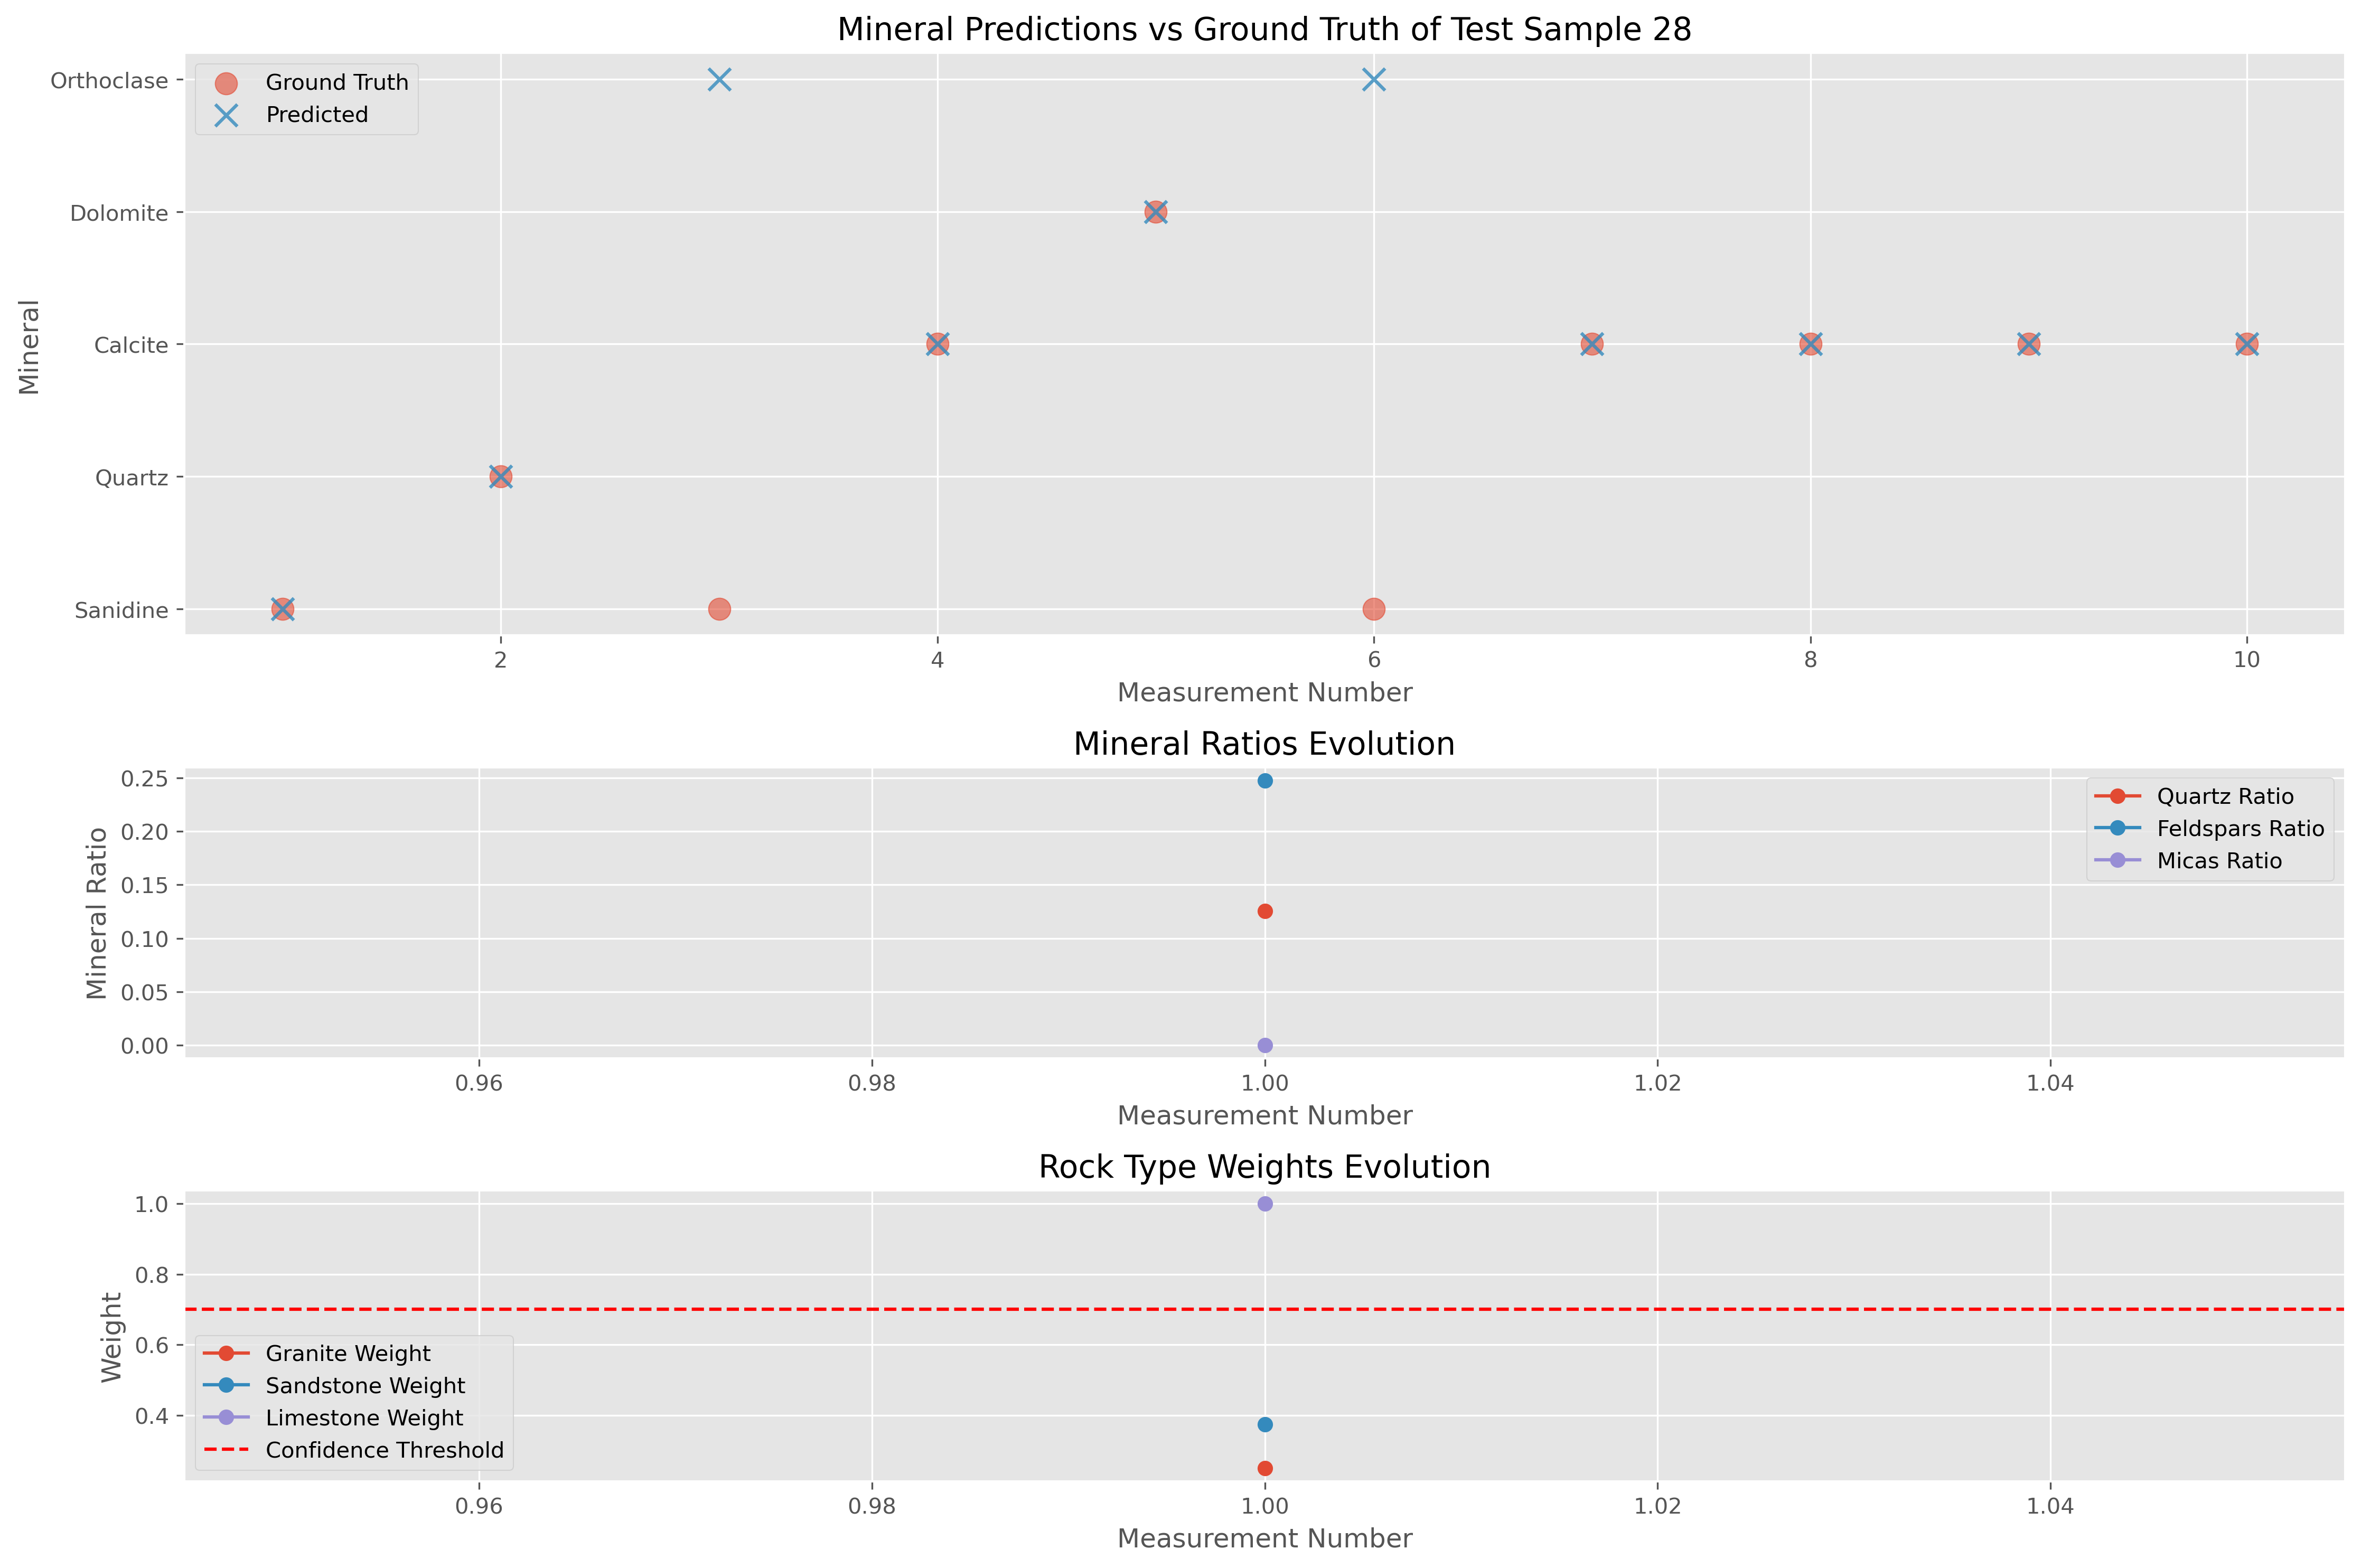 Mineral Predictions vs Ground Truth of Test Sample 28
Ground Truth
Predicted
Orthoclase
Dolomite
Calcite
Quartz
Sanidine
Mineral
2 4 6 8 10
Measurement Number
Mineral Ratios Evolution
Quartz Ratio
Feldspars Ratio
Micas Ratio
0.25
0.20
0.15
0.10
0.05
0.00
Mineral Ratio
0.96 0.98 1.00 1.02 1.04
Measurement Number
Rock Type Weights Evolution
1.0
0.8
0.6
0.4
Weight
Granite Weight
Sandstone Weight
Limestone Weight
Confidence Threshold
0.96 0.98 1.00 1.02 1.04
Measurement Number